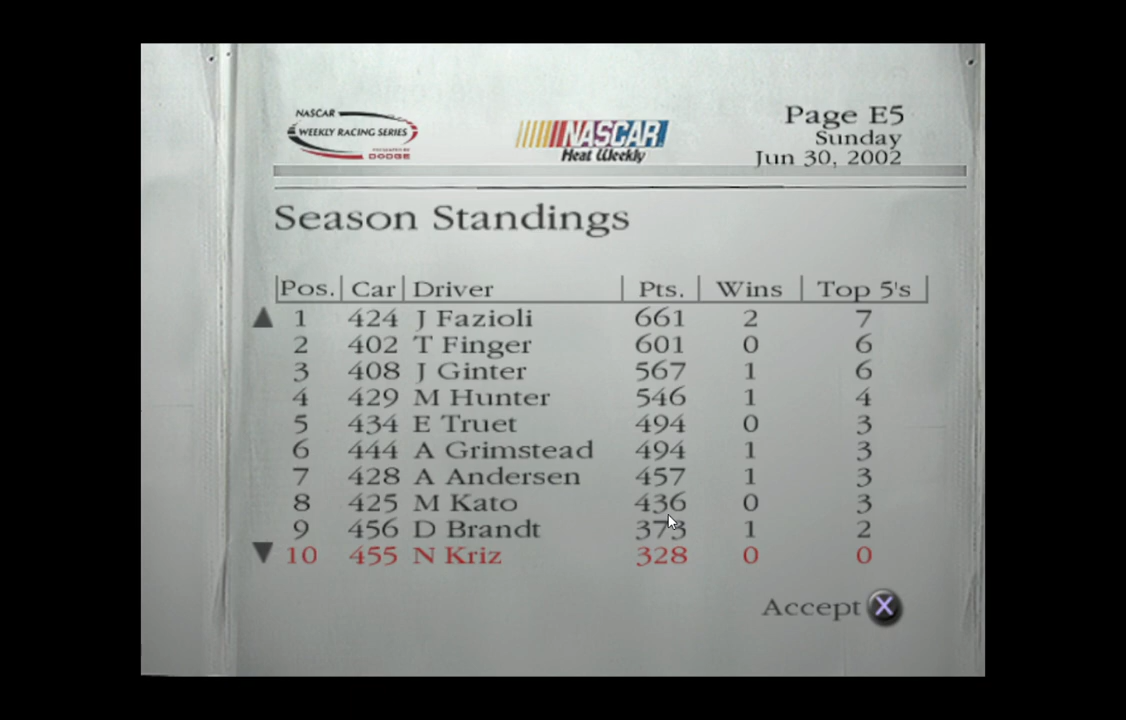 NASCAR
WEEKLY RACING SERIES
PRESENTED BY
DODGE
NASCAR
Heat Weekly
Page E5
Sunday
Jun 30, 2002
Season Standings
Pos. Car Driver Pts. Wins Top 5's
1 424 J Fazioli 661 2 7
2 402 T Finger 601 0 6
3 408 J Ginter 567 1 6
4 429 M Hunter 546 1 4
5 434 E Truet 494 0 3
6 444 A Grimstead 494 1 3
7 428 A Andersen 457 1 3
8 425 M Kato 436 0 3
9 456 D Brandt 373 1 2
10 455 N Kriz 328 0 0
Accept X